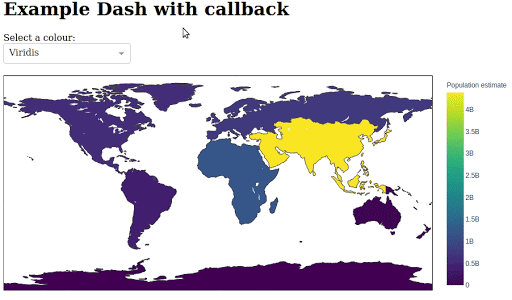 Example Dash with callback
Select a colour:
Viridis
Population estimate
4B
3.5B
3B
2.5B
2B
1.5B
1B
0.5B
0